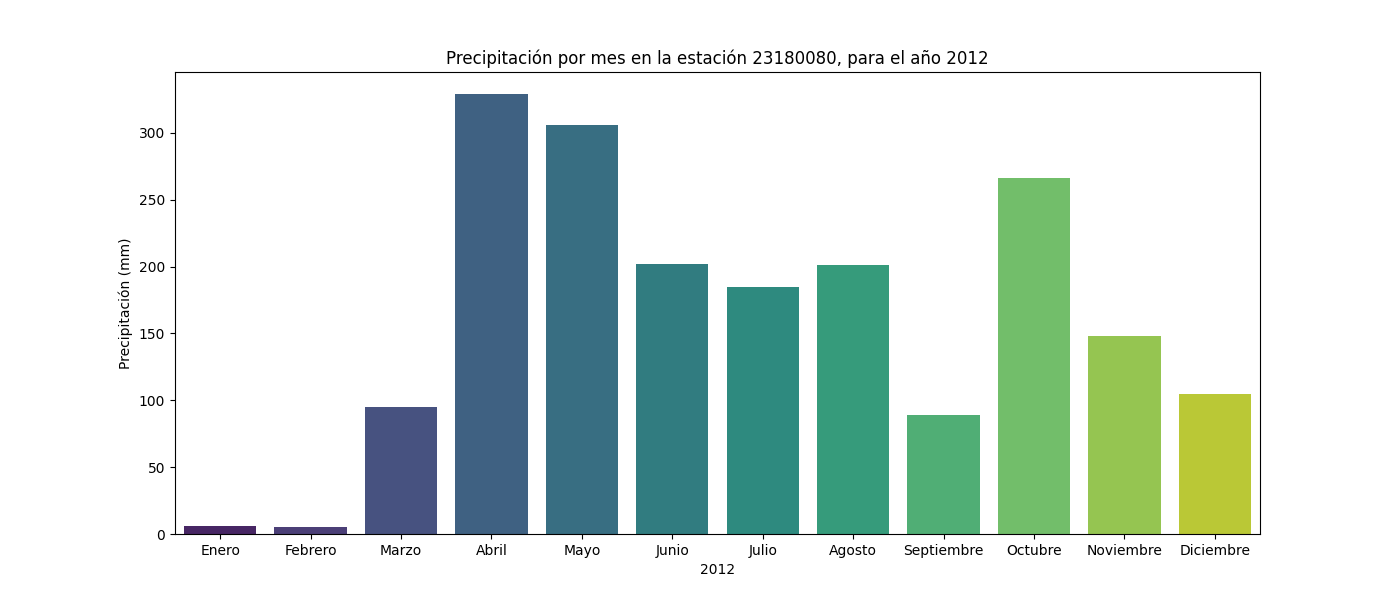 Precipitación por mes en la estación 23180080, para el año 2012
Precipitación (mm)
300
250
200
150
100
50
0
Enero Febrero Marzo Abril Mayo Junio Julio Agosto Septiembre Octubre Noviembre Diciembre
2012